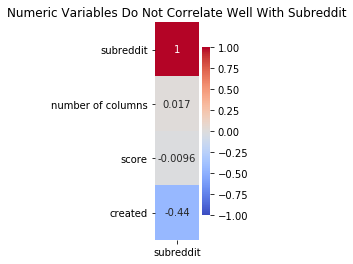 Numeric Variables Do Not Correlate Well With Subreddit
subreddit
1
number of columns
0.017
score
-0.0096
created
-0.44
subreddit
1.00
0.75
0.50
0.25
0.00
−0.25
−0.50
−0.75
−1.00